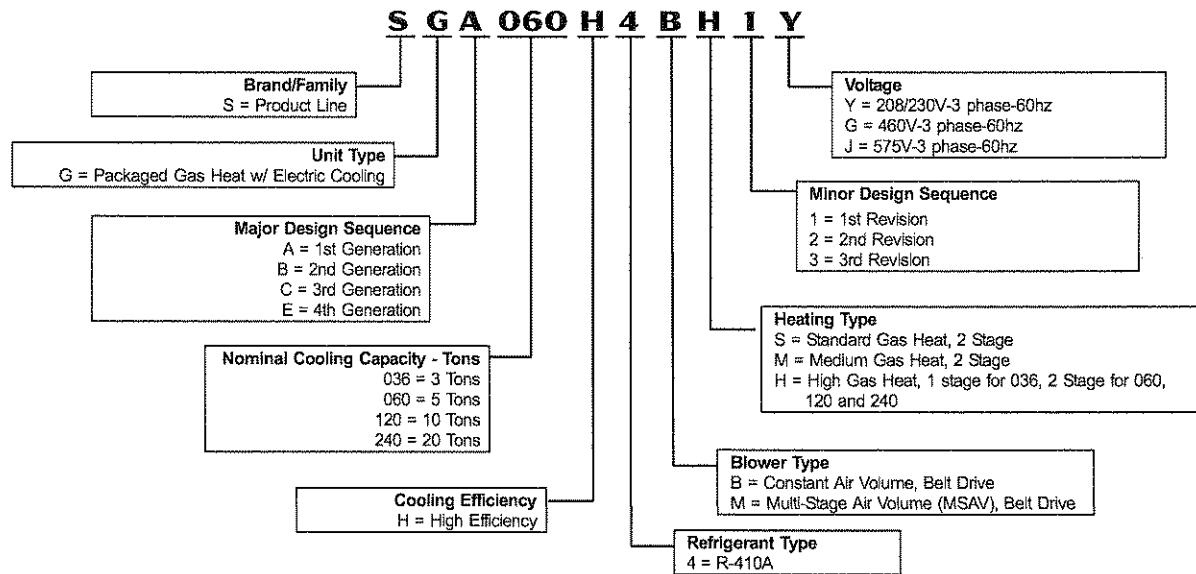 S G A 060 H 4 B H 1 Y
Brand/Family
S = Product Line
Unit Type
G = Packaged Gas Heat w/ Electric Cooling
Major Design Sequence
A = 1st Generation
B = 2nd Generation
C = 3rd Generation
E = 4th Generation
Nominal Cooling Capacity - Tons
036 = 3 Tons
060 = 5 Tons
120 = 10 Tons
240 = 20 Tons
Cooling Efficiency
H = High Efficiency
Voltage
Y = 208/230V-3 phase-60hz
G = 460V-3 phase-60hz
J = 575V-3 phase-60hz
Minor Design Sequence
1 = 1st Revision
2 = 2nd Revision
3 = 3rd Revision
Heating Type
S = Standard Gas Heat, 2 Stage
M = Medium Gas Heat, 2 Stage
H = High Gas Heat, 1 stage for 036, 2 Stage for 060,
120 and 240
Blower Type
B = Constant Air Volume, Belt Drive
M = Multi-Stage Air Volume (MSAV), Belt Drive
Refrigerant Type
4 = R-410A